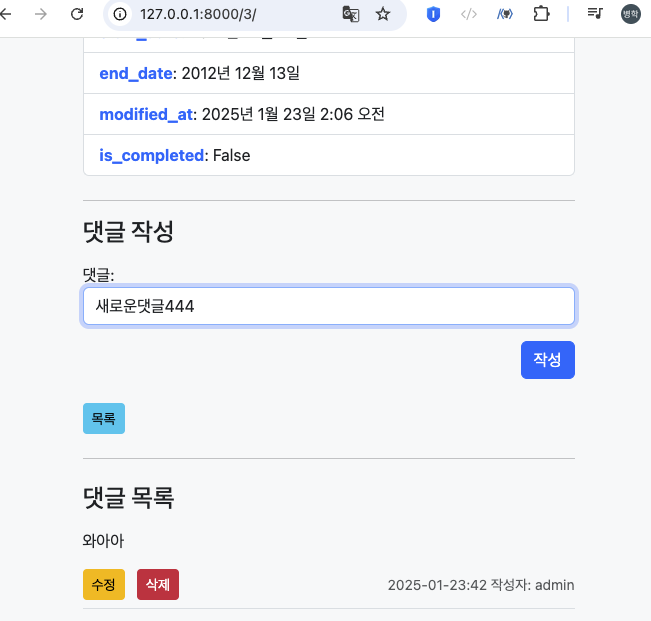 127.0.0.1:8000/3/
병학
end_date: 2012년 12월 13일
modified_at: 2025년 1월 23일 2:06 오전
is_completed: False
댓글 작성
댓글:
새로운댓글444
작성
목록
댓글 목록
와아아
수정 삭제 2025-01-23:42 작성자: admin